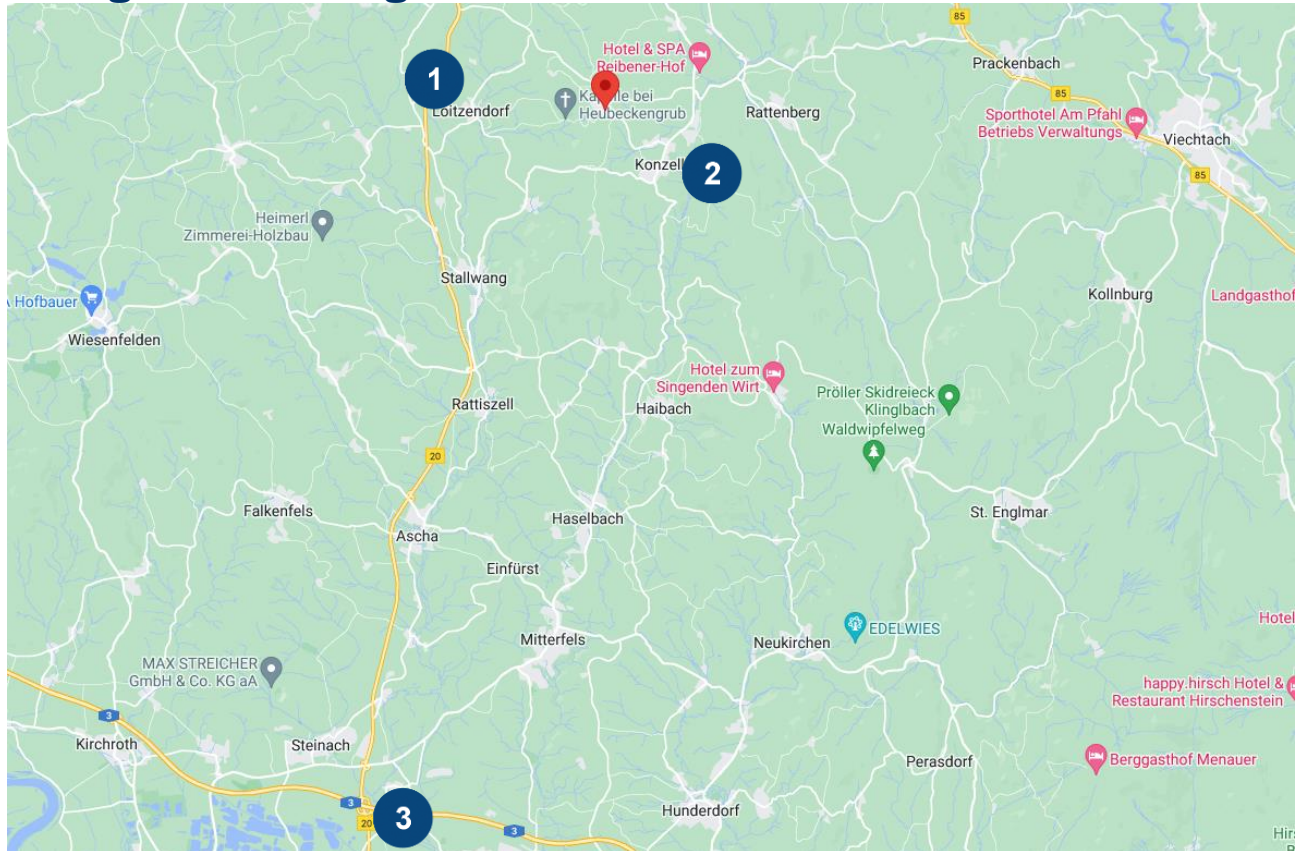 85
Hotel & SPA
Reibener-Hof
Prackenbach
1
Loitzendorf
Kapelle bei
Heubeckengrub
Rattenberg
85
Sporthotel Am Pfahl
Betriebs Verwaltungs
Viechtach
Konzell
2
85
Heimerl
Zimmerei-Holzbau
Stallwang
Kollnburg
Landgasthof
Hofbauer
Wiesenfelden
Hotel zum
Singenden Wirt
Pröller Skidreieck
Klinglbach
Rattiszell
Haibach
Waldwipfelweg
20
Falkenfels
Haselbach
St. Englmar
Ascha
Einfürst
Hotel
Mitterfels
Neukirchen
EDELWIES
MAX STREICHER
GmbH & Co. KG aA
happy.hirsch Hotel &
Restaurant Hirschenstein
3
Kirchroth
Steinach
Perasdorf
Berggasthof Menauer
3
20
3
Hunderdorf
3